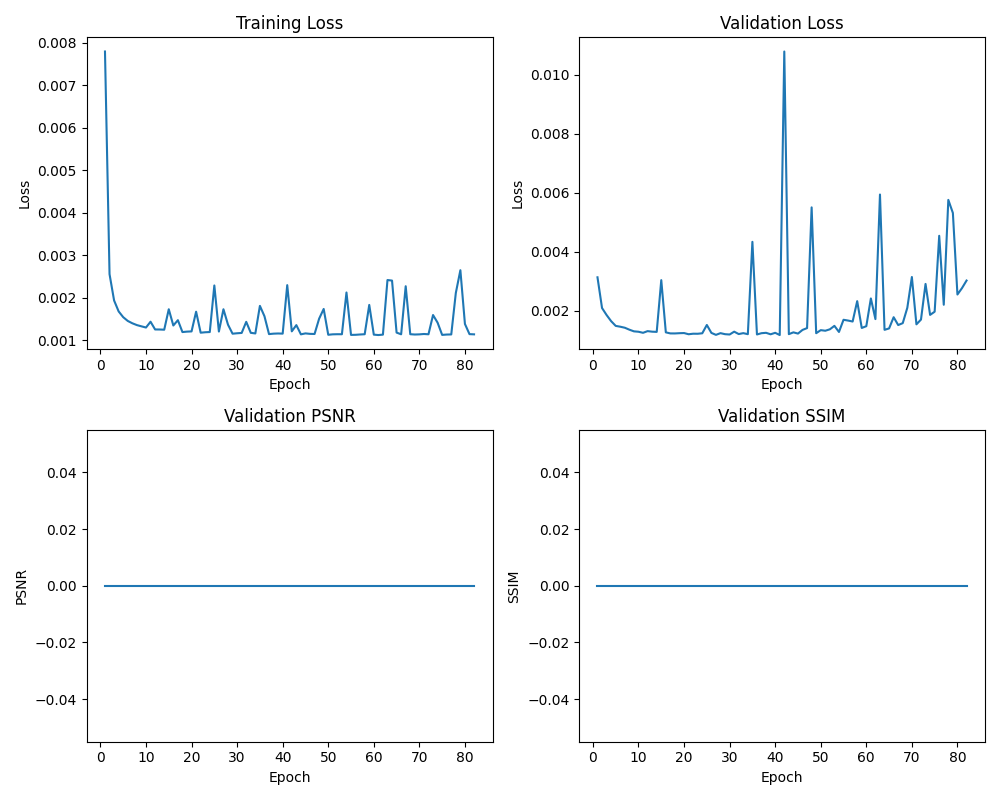 Training Loss
0.008
0.007
0.006
0.005
0.004
0.003
0.002
0.001
Loss
0 10 20 30 40 50 60 70 80
Epoch
Validation Loss
0.010
0.008
0.006
0.004
0.002
Loss
0 10 20 30 40 50 60 70 80
Epoch
Validation PSNR
0.04
0.02
0.00
−0.02
−0.04
PSNR
0 10 20 30 40 50 60 70 80
Epoch
Validation SSIM
0.04
0.02
0.00
−0.02
−0.04
SSIM
0 10 20 30 40 50 60 70 80
Epoch